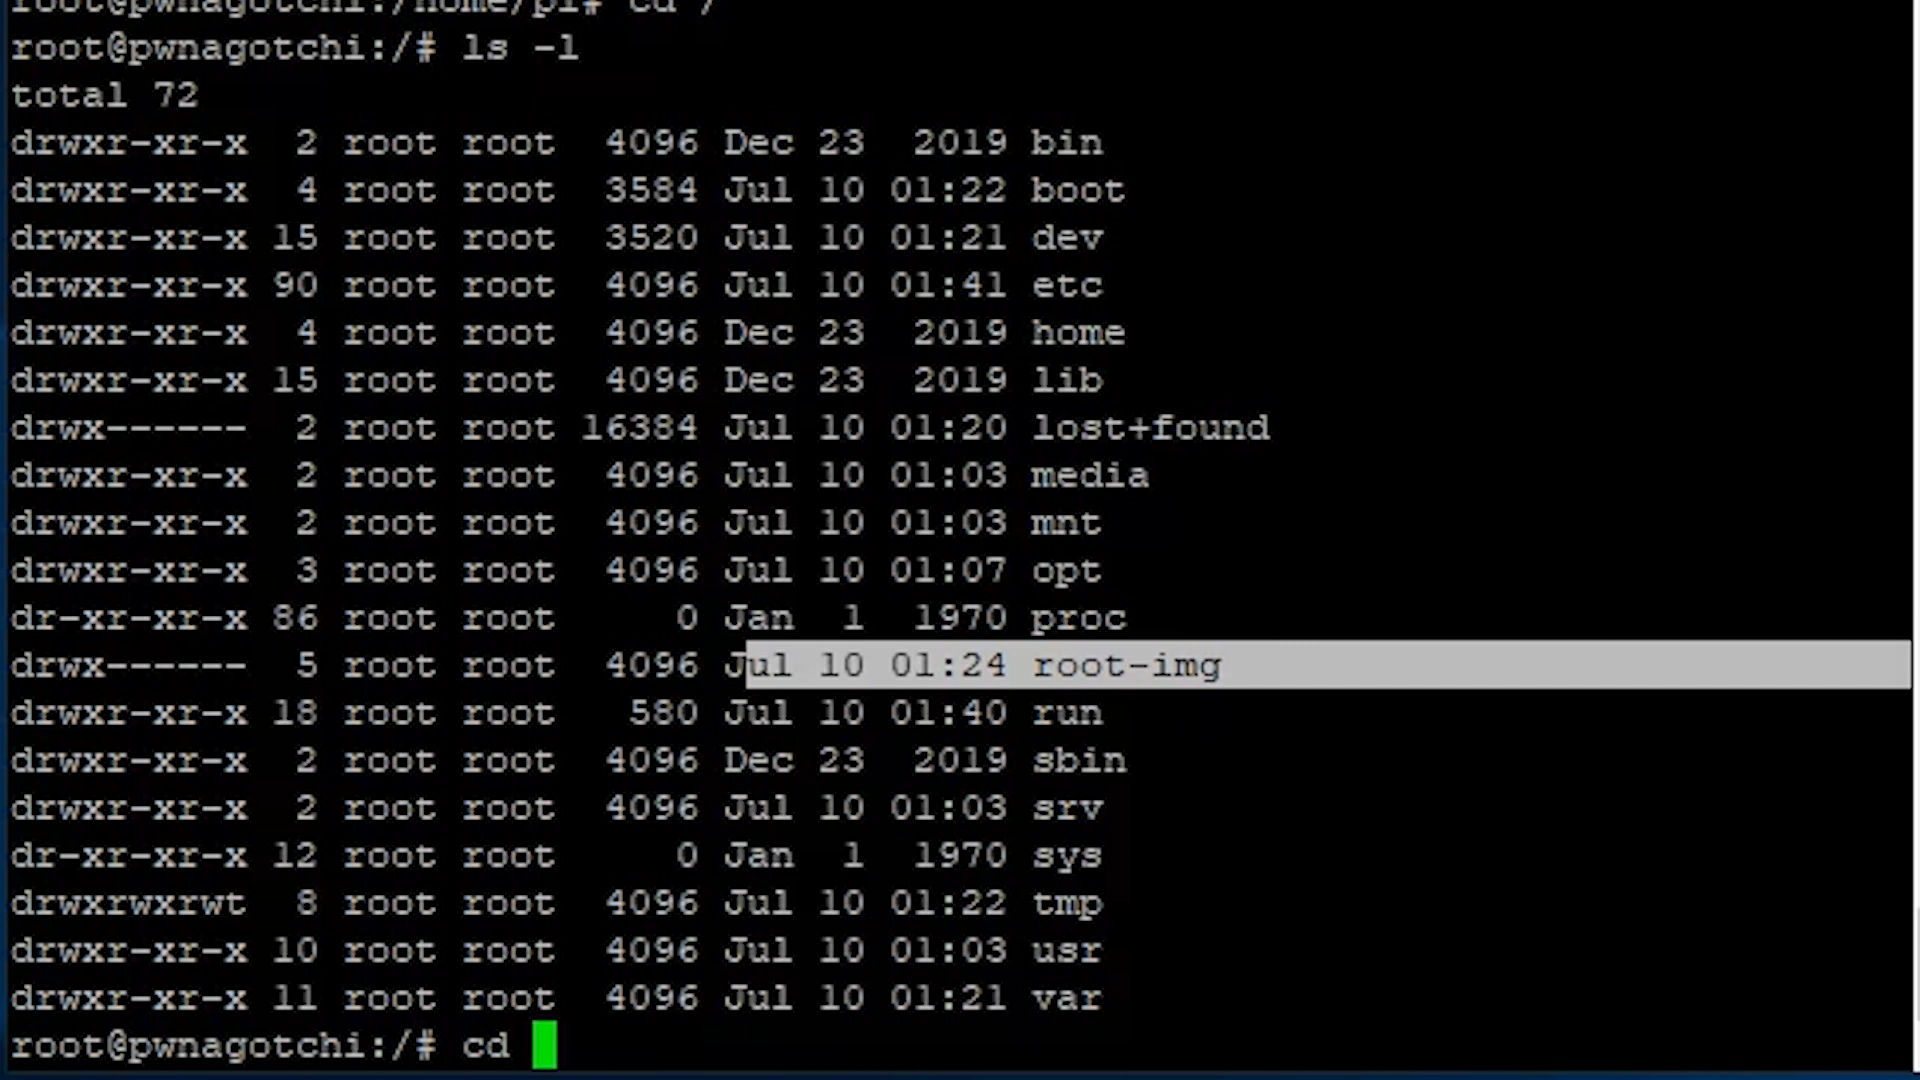 root@pwnagotchi:/home/pi# cd /
root@pwnagotchi:/# ls -l
total 72
drwxr-xr-x  2 root root  4096 Dec 23  2019 bin
drwxr-xr-x  4 root root  3584 Jul 10 01:22 boot
drwxr-xr-x 15 root root  3520 Jul 10 01:21 dev
drwxr-xr-x 90 root root  4096 Jul 10 01:41 etc
drwxr-xr-x  4 root root  4096 Dec 23  2019 home
drwxr-xr-x 15 root root  4096 Dec 23  2019 lib
drwx------  2 root root 16384 Jul 10 01:20 lost+found
drwxr-xr-x  2 root root  4096 Jul 10 01:03 media
drwxr-xr-x  2 root root  4096 Jul 10 01:03 mnt
drwxr-xr-x  3 root root  4096 Jul 10 01:07 opt
dr-xr-xr-x 86 root root     0 Jan  1  1970 proc
drwx------  5 root root  4096 Jul 10 01:24 root-img
drwxr-xr-x 18 root root   580 Jul 10 01:40 run
drwxr-xr-x  2 root root  4096 Dec 23  2019 sbin
drwxr-xr-x  2 root root  4096 Jul 10 01:03 srv
dr-xr-xr-x 12 root root     0 Jan  1  1970 sys
drwxrwxrwt  8 root root  4096 Jul 10 01:22 tmp
drwxr-xr-x 10 root root  4096 Jul 10 01:03 usr
drwxr-xr-x 11 root root  4096 Jul 10 01:21 var
root@pwnagotchi:/# cd